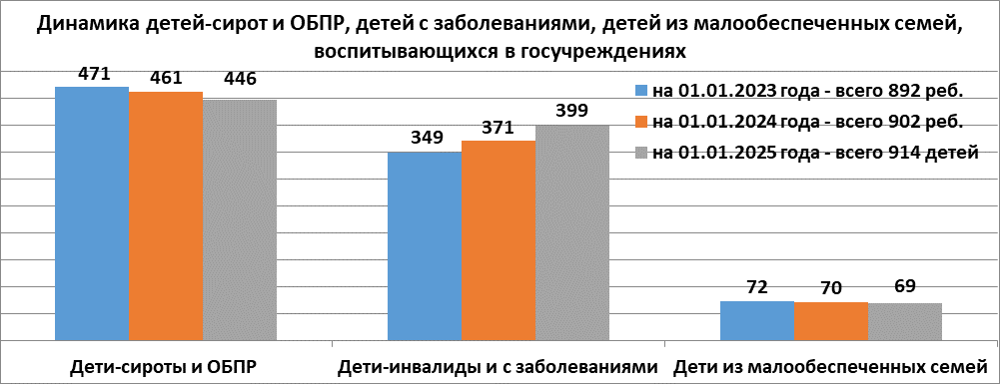 Динамика детей-сирот и ОБПР, детей с заболеваниями, детей из малообеспеченных семей,
воспитывающихся в госучреждениях
471
461
446
349
371
399
72
70
69
на 01.01.2023 года - всего 892 реб.
на 01.01.2024 года - всего 902 реб.
на 01.01.2025 года - всего 914 детей
Дети-сироты и ОБПР
Дети-инвалиды и с заболеваниями
Дети из малообеспеченных семей